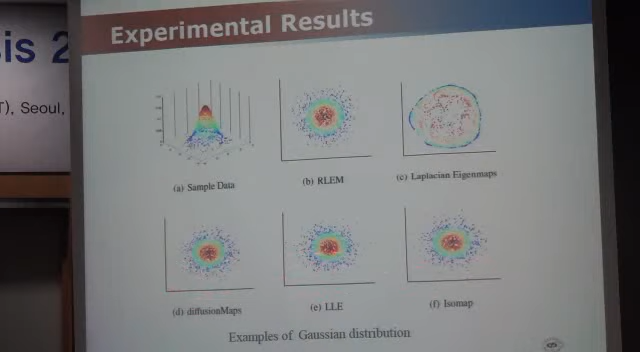 Experimental Results
is 2
T), Seoul,
(a) Sample Data
(b) RLEM
(c) Laplacian Eigenmaps
(d) diffusionMaps
(e) LLE
(f) Isomap
Examples of Gaussian distribution